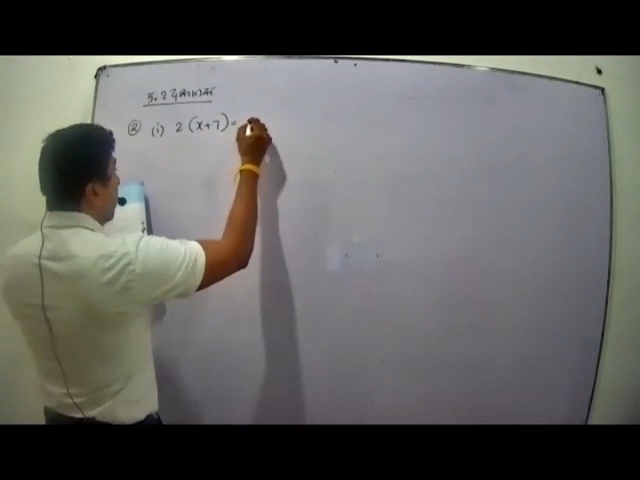 5.2
② (i) 2 (x+7) =